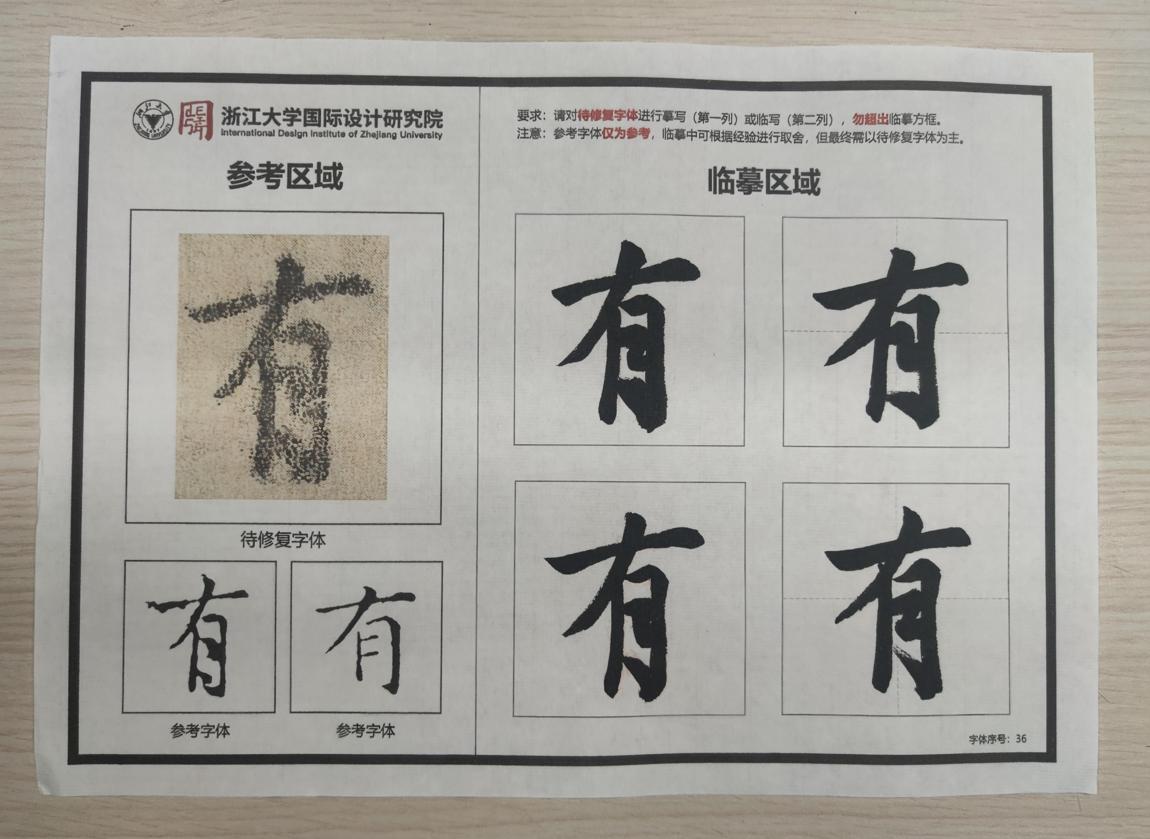 浙江大学国际设计研究院
International Design Institute of Zhejiang University
参考区域
有
待修复字体
有 有
参考字体 参考字体
要求：请对待修复字体进行摹写（第一列）或临写（第二列），勿超出临摹方框。
注意：参考字体仅为参考，临摹中可根据经验进行取舍，但最终需以待修复字体为主。
临摹区域
有 有
有 有
字体序号：36